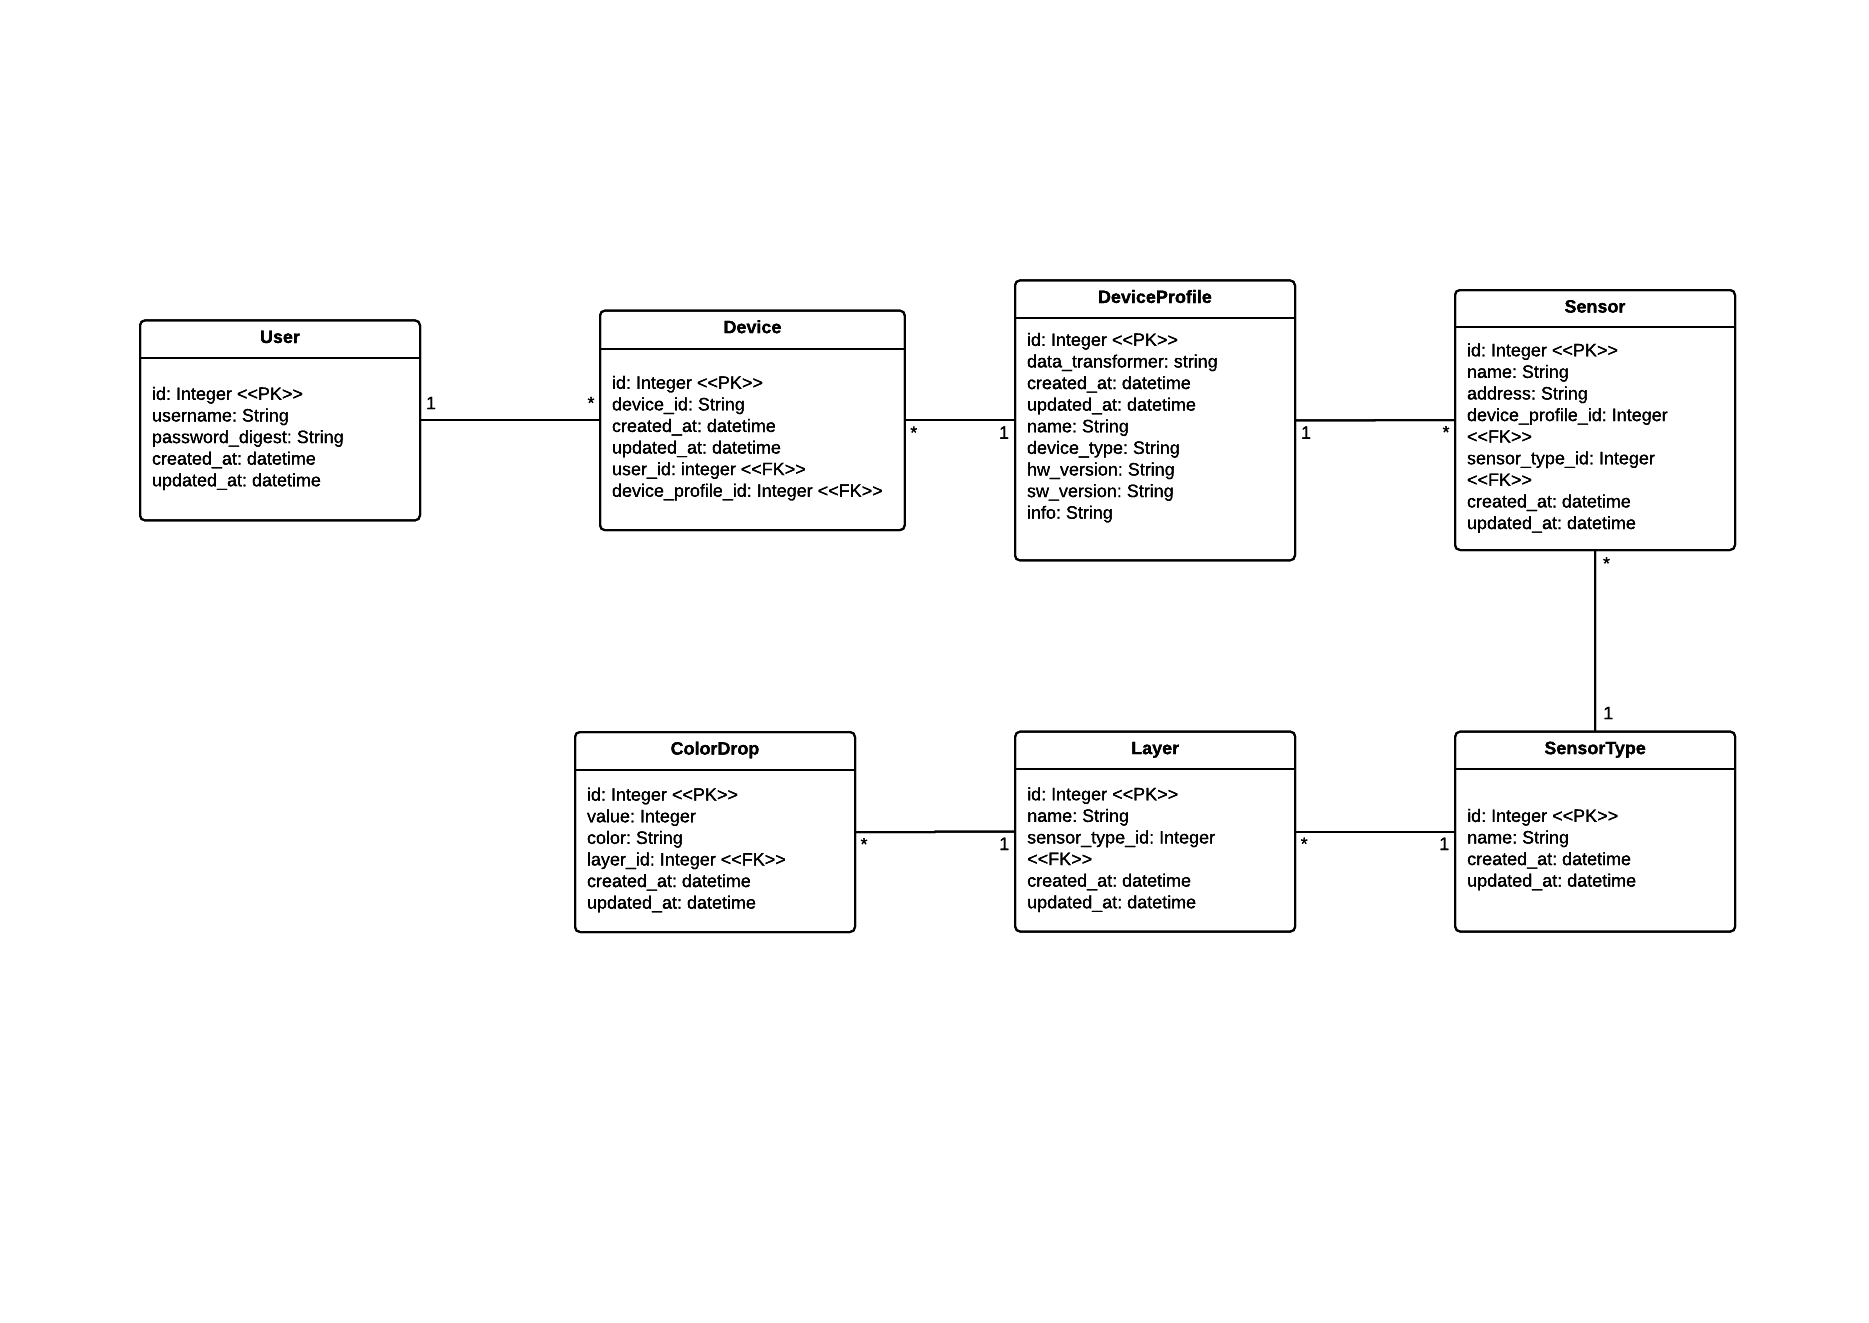 User
id: Integer <<PK>>
username: String
password_digest: String
created_at: datetime
updated_at: datetime
1
*
Device
id: Integer <<PK>>
device_id: String
created_at: datetime
updated_at: datetime
user_id: integer <<FK>>
device_profile_id: Integer <<FK>>
*
1
DeviceProfile
id: Integer <<PK>>
data_transformer: string
created_at: datetime
updated_at: datetime
name: String
device_type: String
hw_version: String
sw_version: String
info: String
1
*
Sensor
id: Integer <<PK>>
name: String
address: String
device_profile_id: Integer
<<FK>>
sensor_type_id: Integer
<<FK>>
created_at: datetime
updated_at: datetime
*
1
ColorDrop
id: Integer <<PK>>
value: Integer
color: String
layer_id: Integer <<FK>>
created_at: datetime
updated_at: datetime
*
1
Layer
id: Integer <<PK>>
name: String
sensor_type_id: Integer
<<FK>>
created_at: datetime
updated_at: datetime
*
1
SensorType
id: Integer <<PK>>
name: String
created_at: datetime
updated_at: datetime